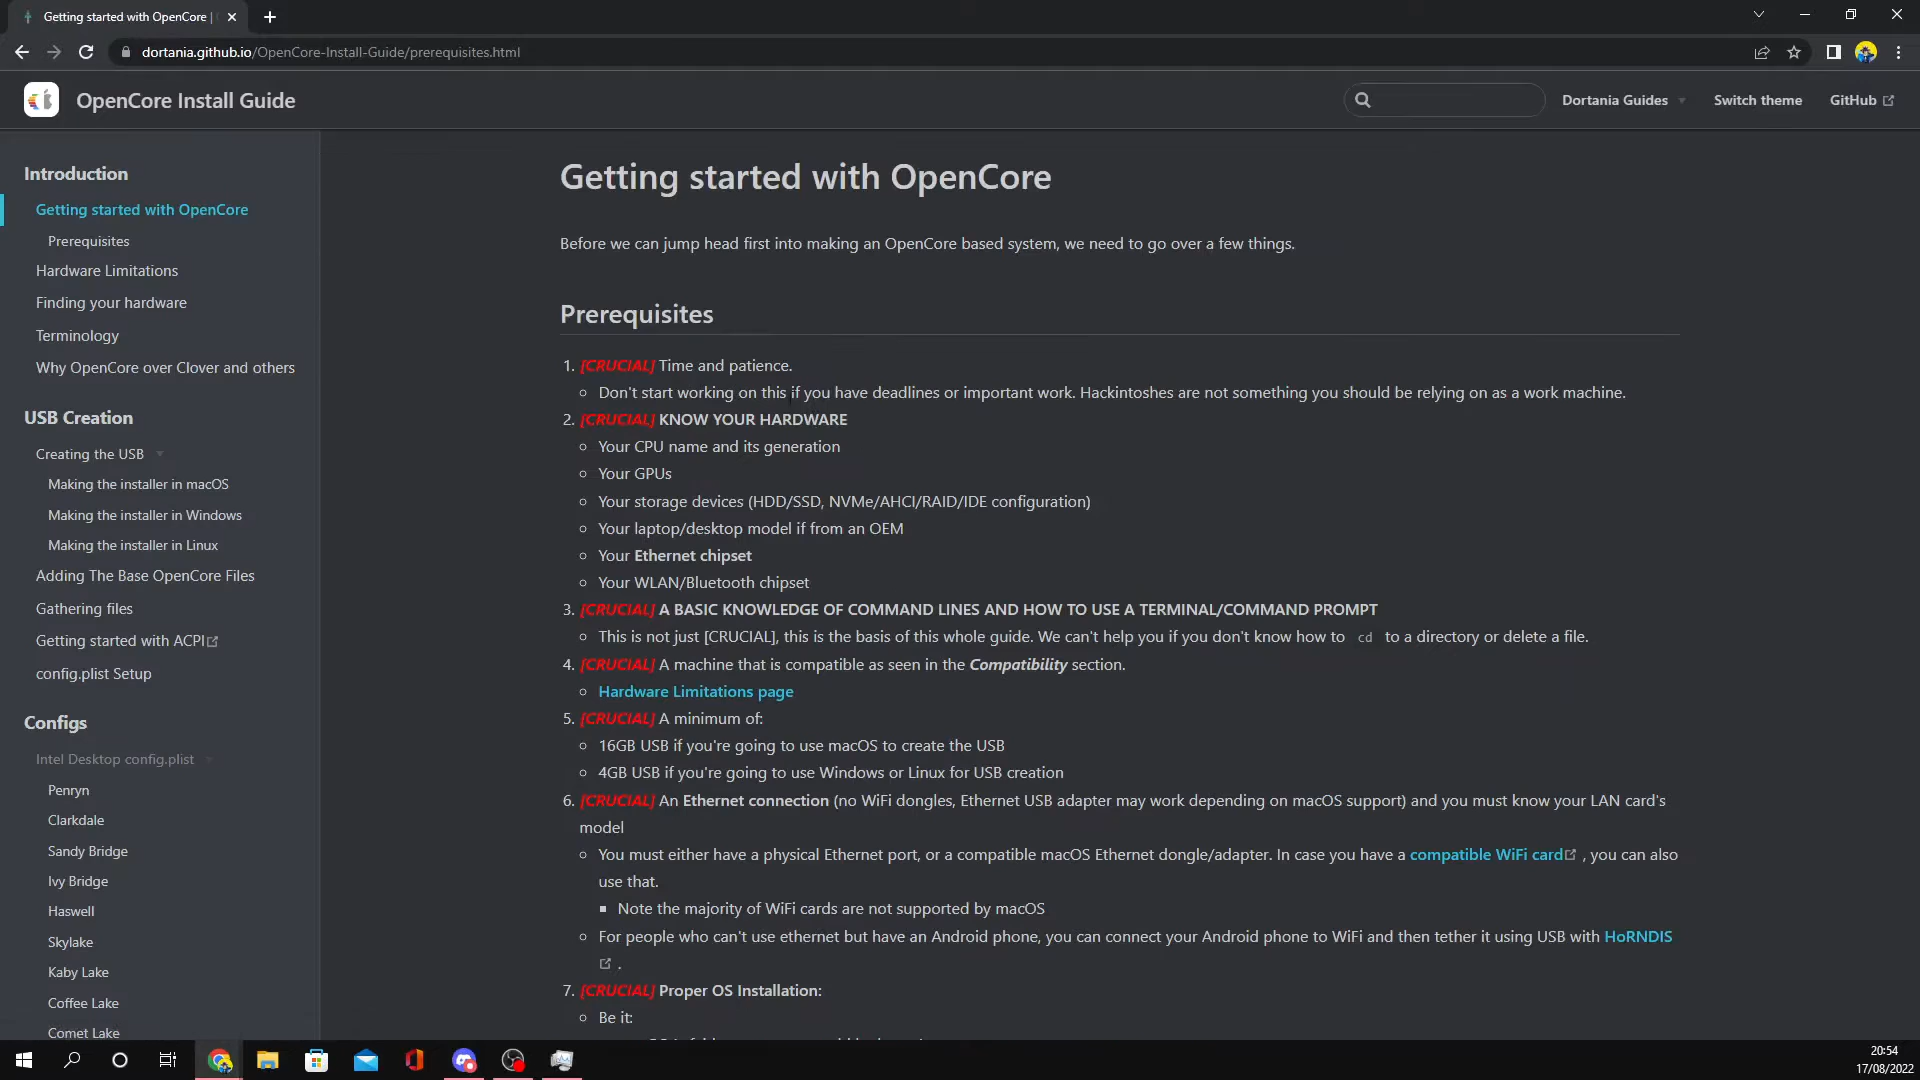 Getting started with OpenCore |
dortania.github.io/OpenCore-Install-Guide/prerequisites.html
OpenCore Install Guide
Dortania Guides
Switch theme
GitHub
Introduction
Getting started with OpenCore
Prerequisites
Hardware Limitations
Finding your hardware
Terminology
Why OpenCore over Clover and others
USB Creation
Creating the USB
Making the installer in macOS
Making the installer in Windows
Making the installer in Linux
Adding The Base OpenCore Files
Gathering files
Getting started with ACPI
config.plist Setup
Configs
Intel Desktop config.plist
Penryn
Clarkdale
Sandy Bridge
Ivy Bridge
Haswell
Skylake
Kaby Lake
Coffee Lake
Comet Lake
Getting started with OpenCore
Before we can jump head first into making an OpenCore based system, we need to go over a few things.
Prerequisites
1. [CRUCIAL] Time and patience.
Don't start working on this if you have deadlines or important work. Hackintoshes are not something you should be relying on as a work machine.
2. [CRUCIAL] KNOW YOUR HARDWARE
Your CPU name and its generation
Your GPUs
Your storage devices (HDD/SSD, NVMe/AHCI/RAID/IDE configuration)
Your laptop/desktop model if from an OEM
Your Ethernet chipset
Your WLAN/Bluetooth chipset
3. [CRUCIAL] A BASIC KNOWLEDGE OF COMMAND LINES AND HOW TO USE A TERMINAL/COMMAND PROMPT
This is not just [CRUCIAL], this is the basis of this whole guide. We can't help you if you don't know how to cd to a directory or delete a file.
4. [CRUCIAL] A machine that is compatible as seen in the Compatibility section.
Hardware Limitations page
5. [CRUCIAL] A minimum of:
16GB USB if you're going to use macOS to create the USB
4GB USB if you're going to use Windows or Linux for USB creation
6. [CRUCIAL] An Ethernet connection (no WiFi dongles, Ethernet USB adapter may work depending on macOS support) and you must know your LAN card's
model
You must either have a physical Ethernet port, or a compatible macOS Ethernet dongle/adapter. In case you have a compatible WiFi card , you can also
use that.
Note the majority of WiFi cards are not supported by macOS
For people who can't use ethernet but have an Android phone, you can connect your Android phone to WiFi and then tether it using USB with HoRNDIS
.
7. [CRUCIAL] Proper OS Installation:
Be it:
20:54
17/08/2022